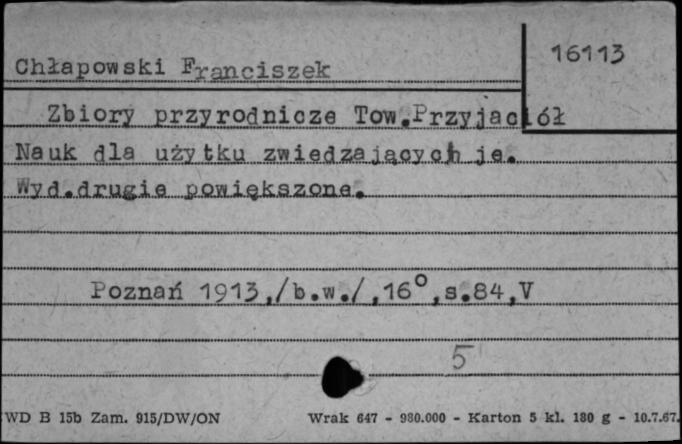 16113
Chłapowski Franciszek
Zbiory przyrodnicze Tow.Przyjaciół
Nauk dla użytku zwiedzających je.
Wyd.drugie powiększone.
Poznań 1913,/b.w./,16°,s.84,V
5
WD B 15b Zam. 915/DW/ON Wrak 647 - 980.000 - Karton 5 kl. 180 g - 10.7.67.